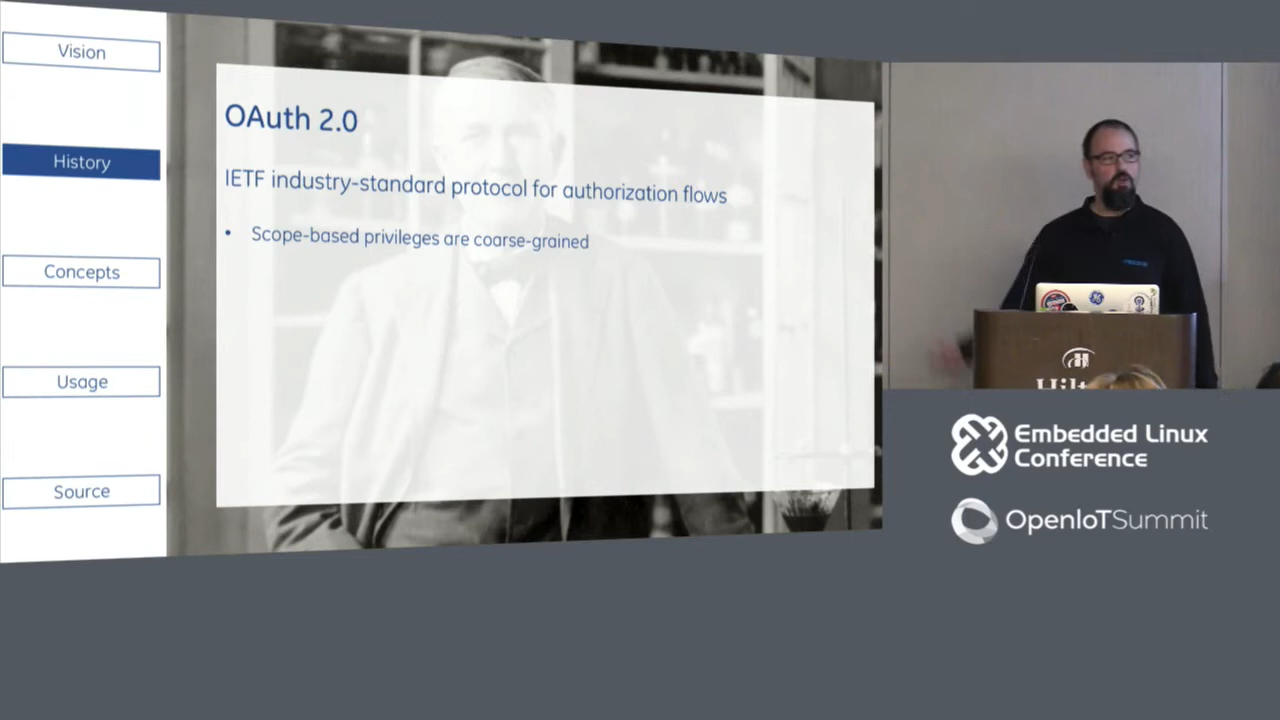 Vision
History
Concepts
Usage
Source
OAuth 2.0
IETF industry-standard protocol for authorization flows
• Scope-based privileges are coarse-grained
Embedded Linux
Conference
OpenIoTSummit